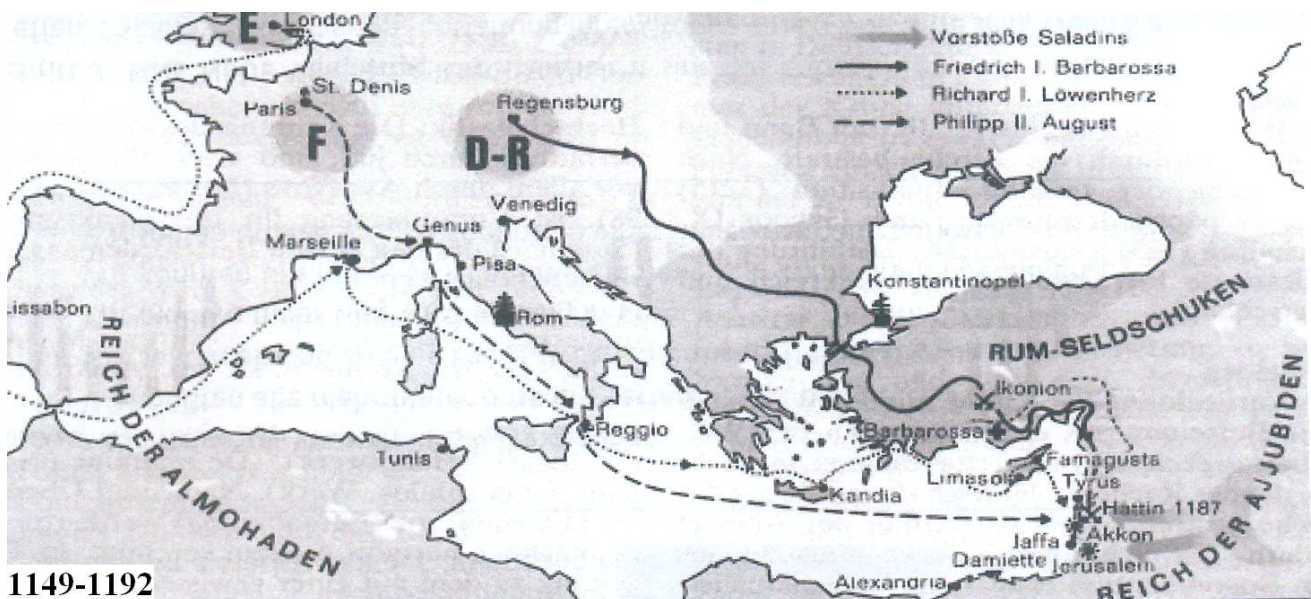 E
London
St. Denis
Paris
F
Regensburg
D-R
Vorstöße Saladins
Friedrich I. Barbarossa
Richard I. Löwenherz
Philipp II. August
Venedig
Genua
Marseille
Pisa
Rom
Konstantinopel
issabon
REICH DER ALMOHADEN
RUM-SELDSCHUKEN
Ikonion
Barbarossa
Reggio
Tunis
Kandia
Limasol
Famagusta
Tyrus
Hattin 1187
Akkon
Jaffa
Jerusalem
Damiette
Alexandria
REICH DER AJJUBIDEN
1149-1192